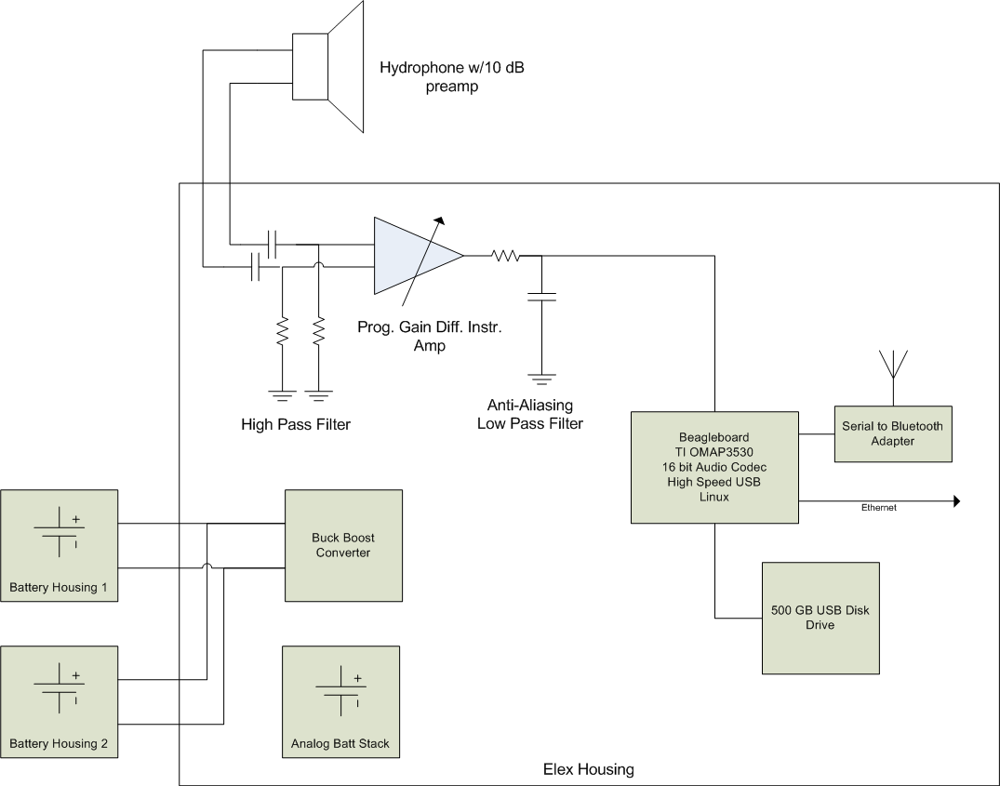 Hydrophone w/10 dB
preamp
Prog. Gain Diff. Instr.
Amp
High Pass Filter
Anti-Aliasing
Low Pass Filter
Beagleboard
TI OMAP3530
16 bit Audio Codec
High Speed USB
Linux
Serial to Bluetooth
Adapter
Ethernet
+
Battery Housing 1
Buck Boost
Converter
500 GB USB Disk
Drive
+
Battery Housing 2
+
Analog Batt Stack
Elex Housing